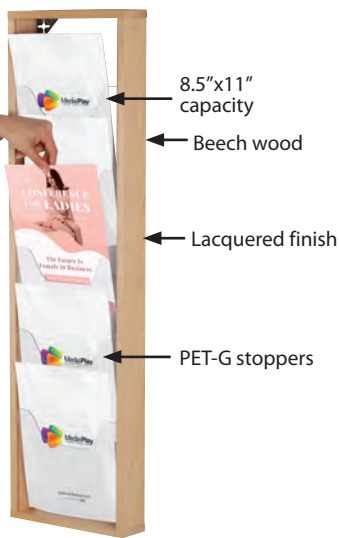 MediaPlay
8.5”x11”
capacity
Beech wood
CONFERENCE
FOR LADIES
Lacquered finish
The Future Is
Female in Business
MediaPlay
PET-G stoppers
MediaPlay